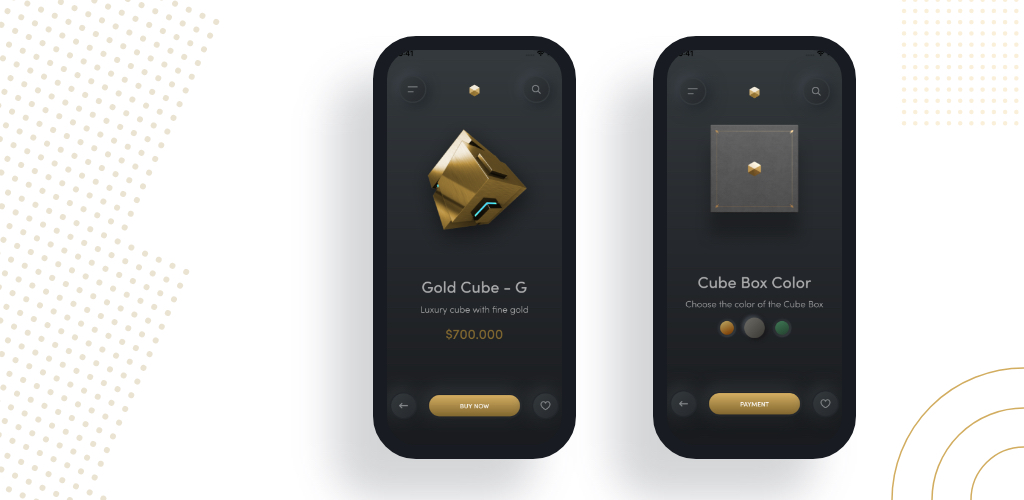 Gold Cube - G
Luxury cube with fine gold
$700.000
BUY NOW
Cube Box Color
Choose the color of the Cube Box
PAYMENT